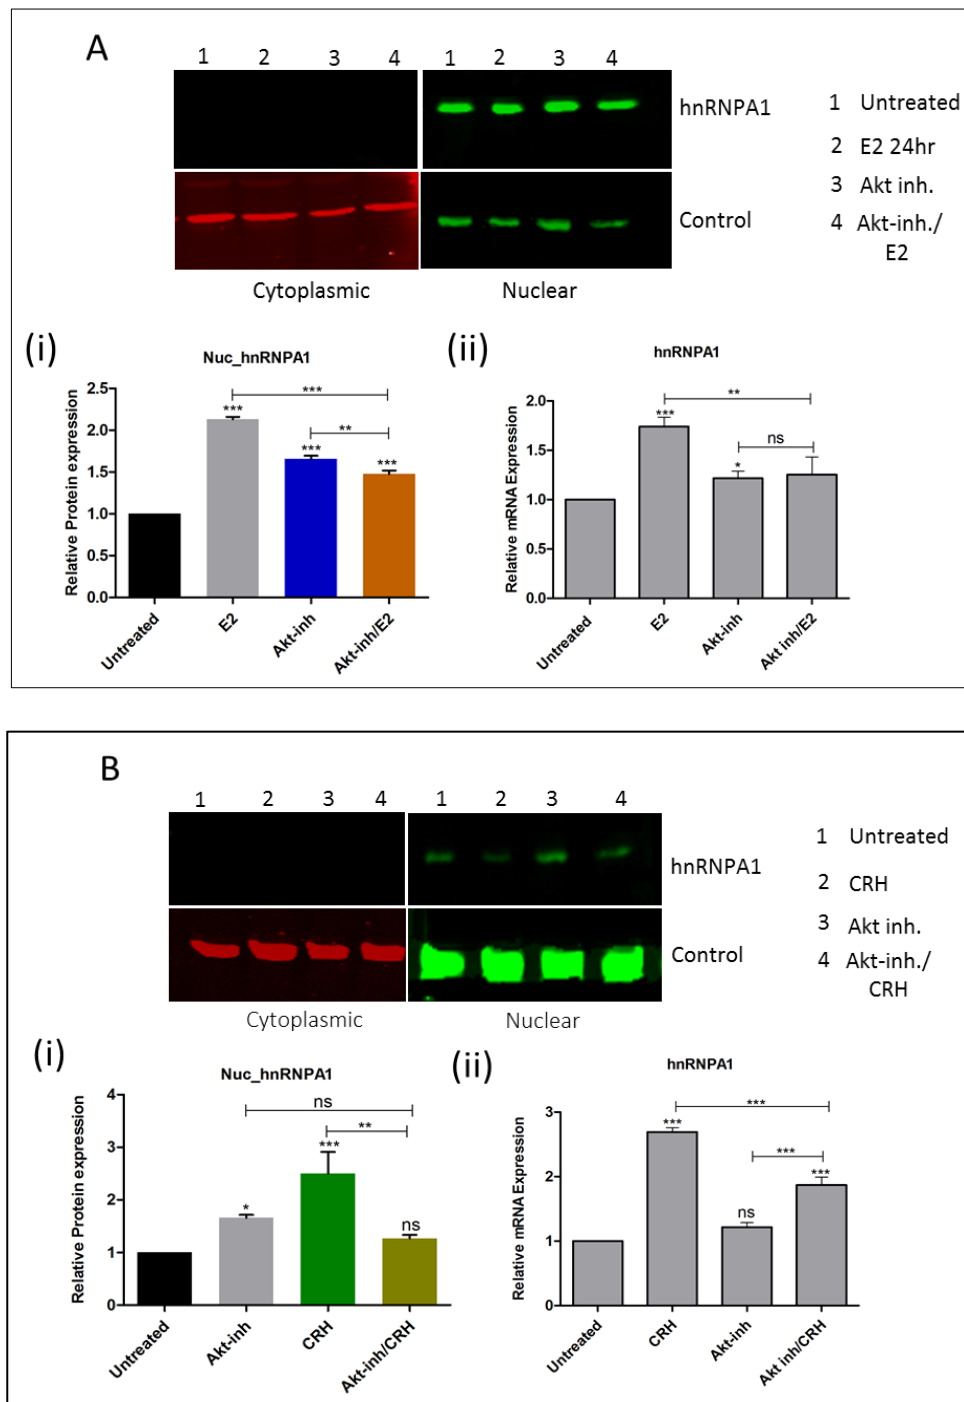 A
1 2 3 4 1 2 3 4
hnRNPA1
Control
Cytoplasmic Nuclear
1 Untreated
2 E2 24hr
3 Akt inh.
4 Akt-inh./
E2
(i)
Nuc_hnRNPA1
Relative Protein expression
2.5
2.0
1.5
1.0
0.5
0.0
***
***
**
***
***
Untreated
E2
Akt-inh
Akt-inh/E2
(ii)
hnRNPA1
Relative mRNA Expression
2.0
1.5
1.0
0.5
0.0
**
***
ns
*
Untreated
E2
Akt-inh
Akt inh/E2
B
1 2 3 4 1 2 3 4
hnRNPA1
Control
Cytoplasmic Nuclear
1 Untreated
2 CRH
3 Akt inh.
4 Akt-inh./
CRH
(i)
Nuc_hnRNPA1
Relative Protein expression
4
3
2
1
0
ns
**
***
*
ns
Untreated
Akt-inh
CRH
Akt-inh/CRH
(ii)
hnRNPA1
Relative mRNA Expression
3
2
1
0
***
***
***
***
ns
Untreated
CRH
Akt-inh
Akt inh/CRH